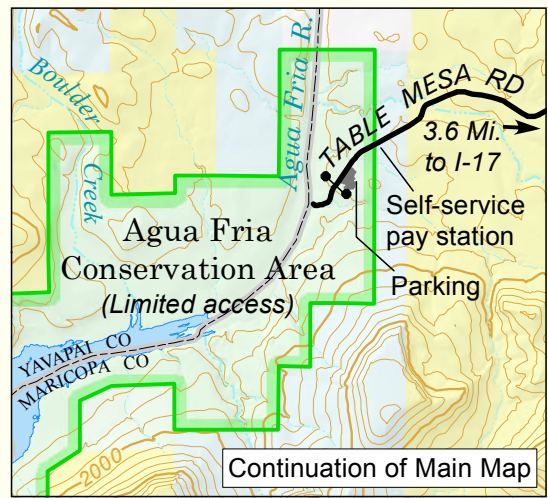 Boulder
Creek
Agua Fria R.
TABLE MESA RD
3.6 Mi.
to I-17
Self-service
pay station
Parking
Agua Fria
Conservation Area
(Limited access)
YAVAPAI CO
MARICOPA CO
2000
Continuation of Main Map